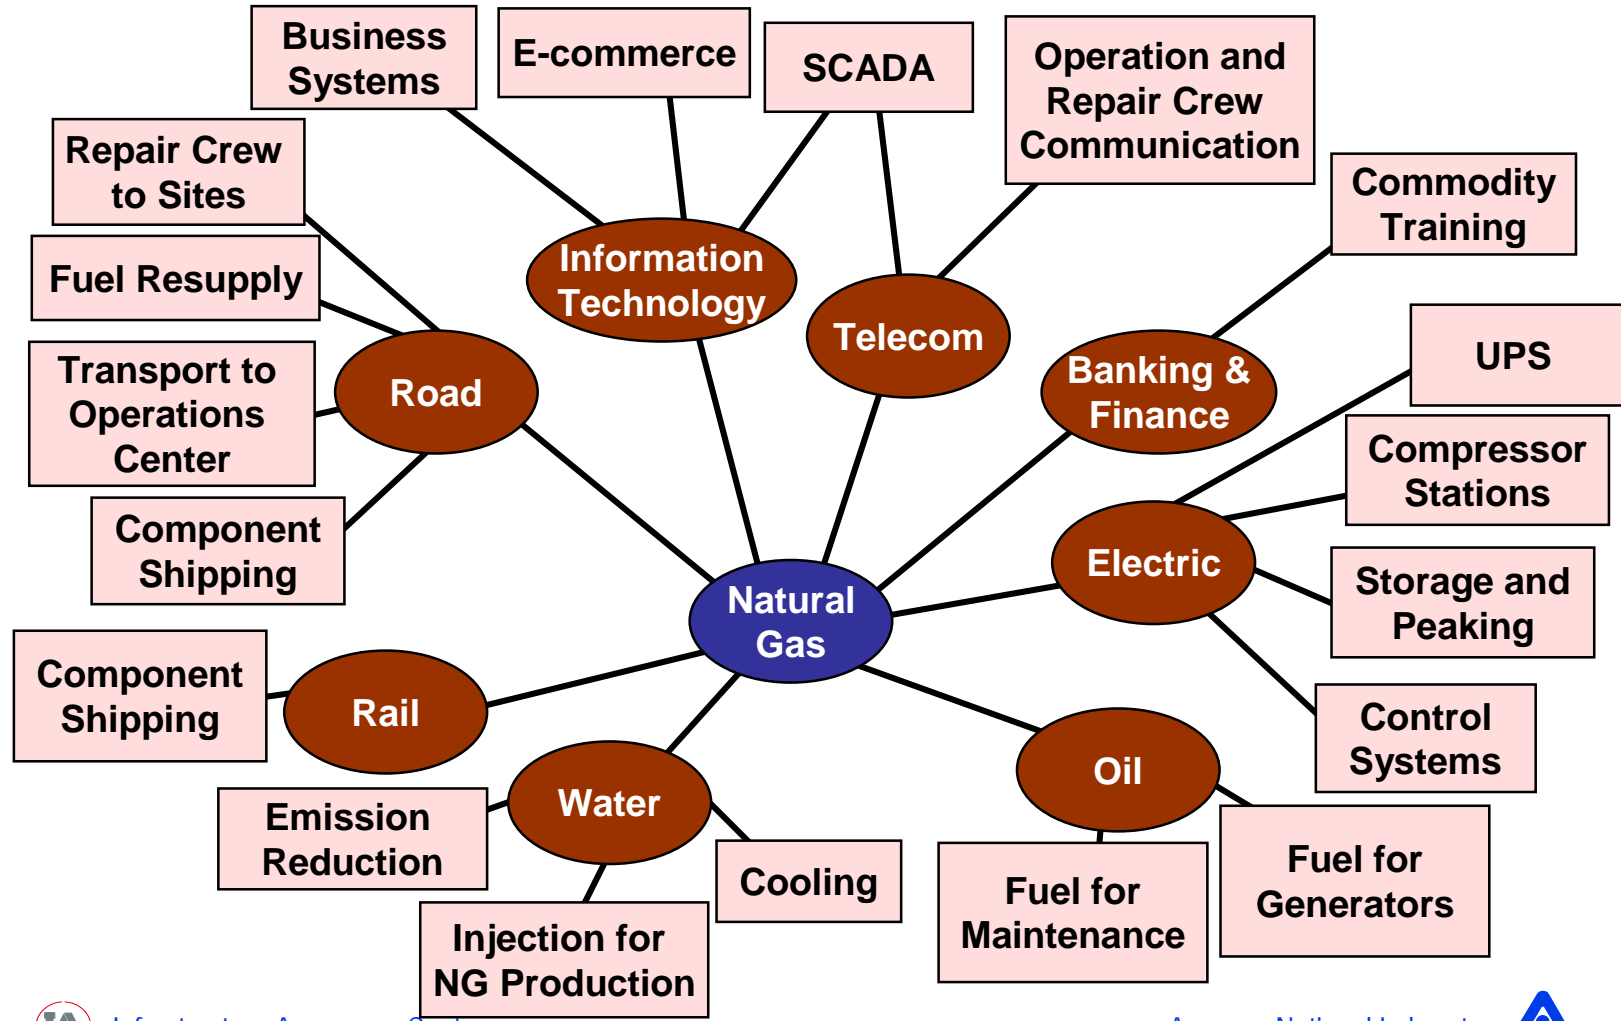 Business
Systems
E-commerce
SCADA
Operation and
Repair Crew
Communication
Repair Crew
to Sites
Commodity
Training
Fuel Resupply
Information
Technology
Telecom
UPS
Transport to
Operations
Center
Road
Banking &
Finance
Compressor
Stations
Component
Shipping
Electric
Storage and
Peaking
Natural
Gas
Component
Shipping
Rail
Control
Systems
Water
Oil
Emission
Reduction
Cooling
Fuel for
Maintenance
Fuel for
Generators
Injection for
NG Production